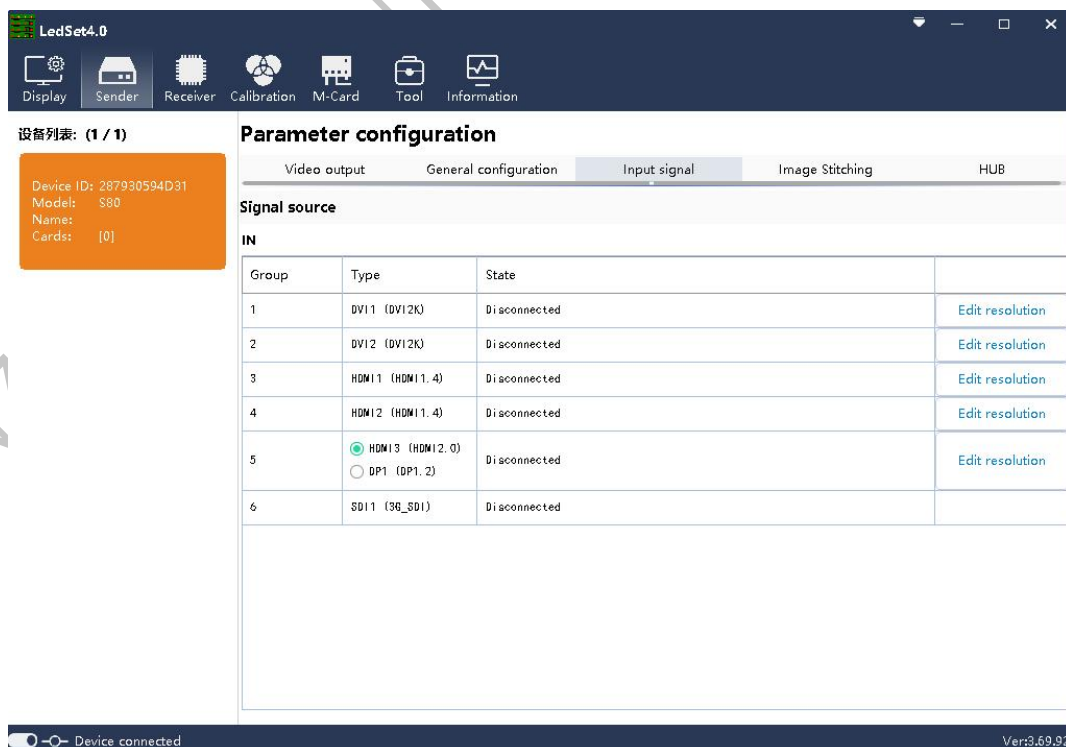 LedSet4.0
Display Sender Receiver Calibration M-Card Tool Information
设备列表: (1 / 1)
Device ID: 287930594D31
Model: S80
Name:
Cards: [0]
Parameter configuration
Video output General configuration Input signal Image Stitching HUB
Signal source
IN
Group Type State
1 DVI1 (DVI2K) Disconnected Edit resolution
2 DVI2 (DVI2K) Disconnected Edit resolution
3 HDMI1 (HDMI1.4) Disconnected Edit resolution
4 HDMI2 (HDMI1.4) Disconnected Edit resolution
5 HDMI3 (HDMI2.0) Disconnected Edit resolution
DP1 (DP1.2)
6 SDI1 (3G_SDI) Disconnected
Device connected Ver:3.69.92